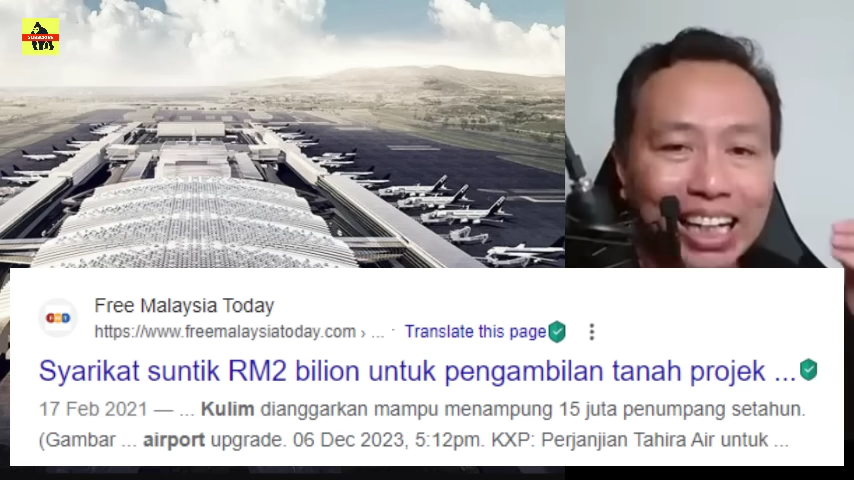 Free Malaysia Today
https://www.freemalaysiatoday.com › ... · Translate this page
Syarikat suntik RM2 bilion untuk pengambilan tanah projek ...
17 Feb 2021 — ... Kulim dianggarkan mampu menampung 15 juta penumpang setahun.
(Gambar ... airport upgrade. 06 Dec 2023, 5:12pm. KXP: Perjanjian Tahira Air untuk ...